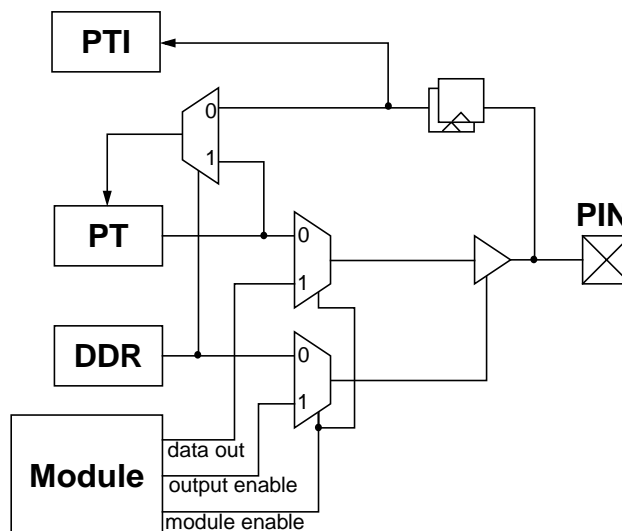 PTI
0
1
PT
PIN
0
1
DDR
0
1
Module
data out
output enable
module enable